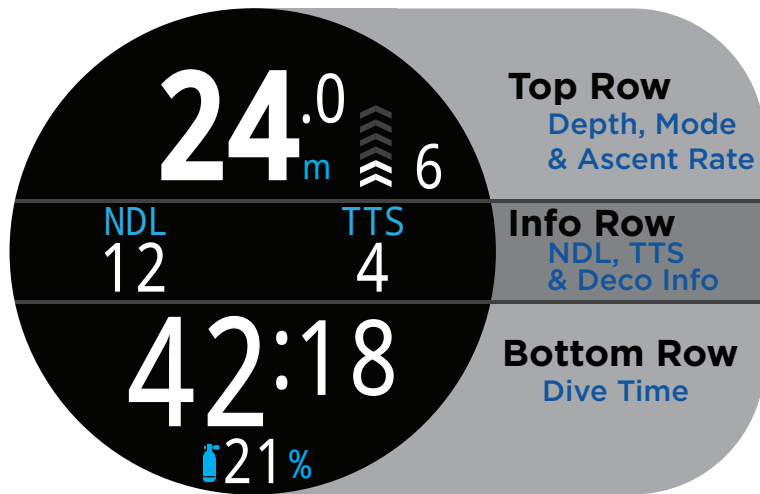 24.0 m 6
Top Row
Depth, Mode
& Ascent Rate
NDL TTS
12 4
Info Row
NDL, TTS
& Deco Info
42:18
21%
Bottom Row
Dive Time